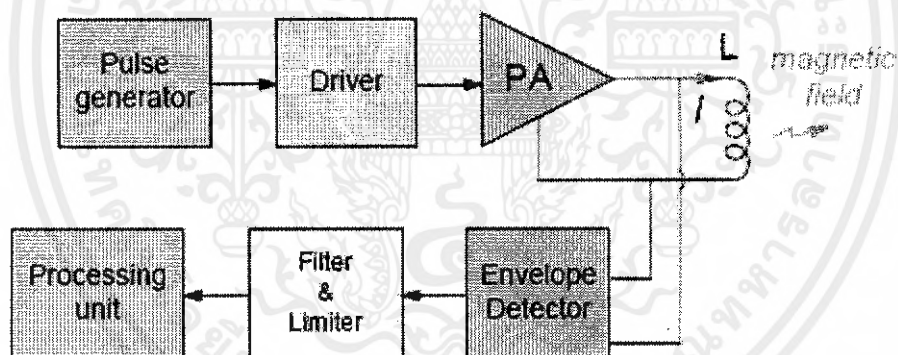 Pulse
generator
Driver
PA
L
I
magnetic
field
Processing
unit
Filter
&
Limiter
Envelope
Detector